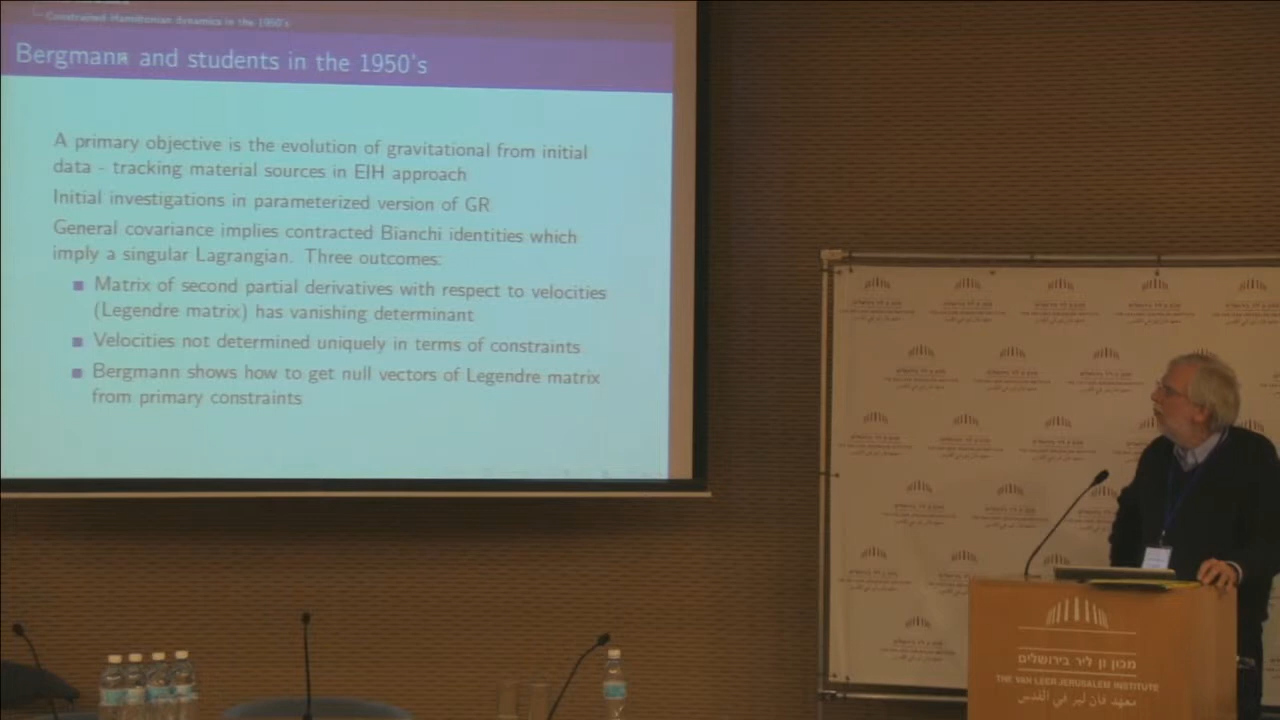 Constrained Hamiltonian dynamics in the 1950's
Bergmann and students in the 1950's
A primary objective is the evolution of gravitational from initial
data - tracking material sources in EIH approach
Initial investigations in parameterized version of GR
General covariance implies contracted Bianchi identities which
imply a singular Lagrangian. Three outcomes:
Matrix of second partial derivatives with respect to velocities
(Legendre matrix) has vanishing determinant
Velocities not determined uniquely in terms of constraints
Bergmann shows how to get null vectors of Legendre matrix
from primary constraints
מכון ון ליר בירושלים
THE VAN LEER JERUSALEM INSTITUTE
معهد فان لير في القدس